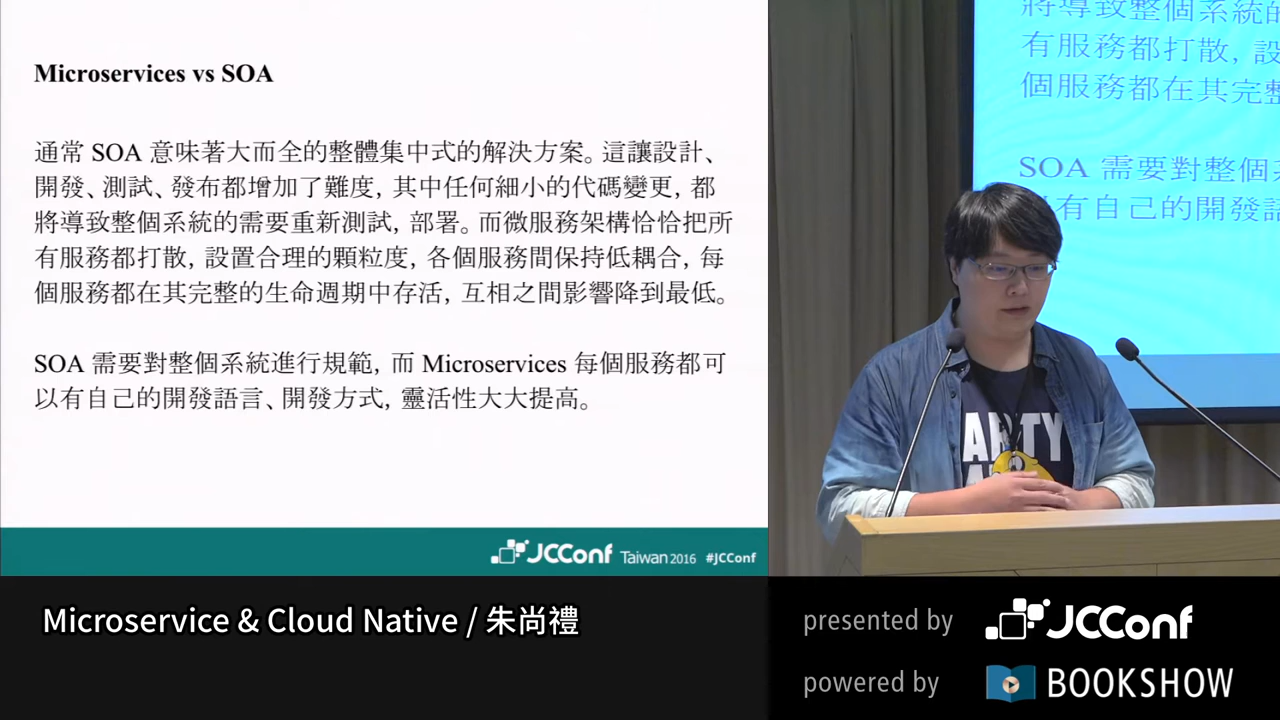 Microservices vs SOA
通常 SOA 意味著大而全的整體集中式的解決方案。這讓設計、
開發、測試、發布都增加了難度，其中任何細小的代碼變更，都
將導致整個系統的需要重新測試，部署。而微服務架構恰恰把所
有服務都打散，設置合理的顆粒度，各個服務間保持低耦合，每
個服務都在其完整的生命週期中存活，互相之間影響降到最低。
SOA 需要對整個系統進行規範，而 Microservices 每個服務都可
以有自己的開發語言、開發方式，靈活性大大提高。
JCConf Taiwan 2016 #JCConf
將導致整個系統的
有服務都打散，設
個服務都在其完整
SOA 需要對整個
有自己的開發語
Microservice & Cloud Native / 朱尚禮
presented by JCConf
powered by BOOKSHOW